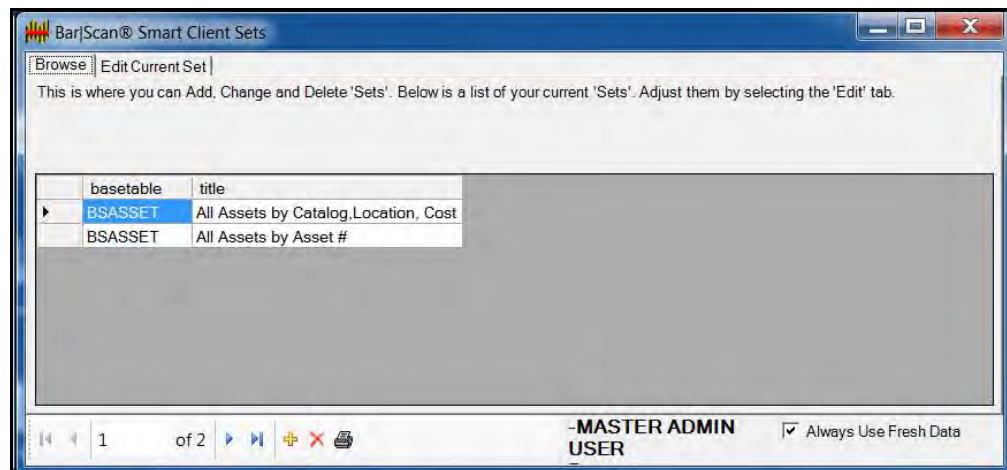 Bar|Scan® Smart Client Sets
Browse Edit Current Set
This is where you can Add, Change and Delete 'Sets'. Below is a list of your current 'Sets'. Adjust them by selecting the 'Edit' tab.
basetable title
BSASSET All Assets by Catalog,Location, Cost
BSASSET All Assets by Asset #
1 of 2
-MASTER ADMIN
USER
Always Use Fresh Data